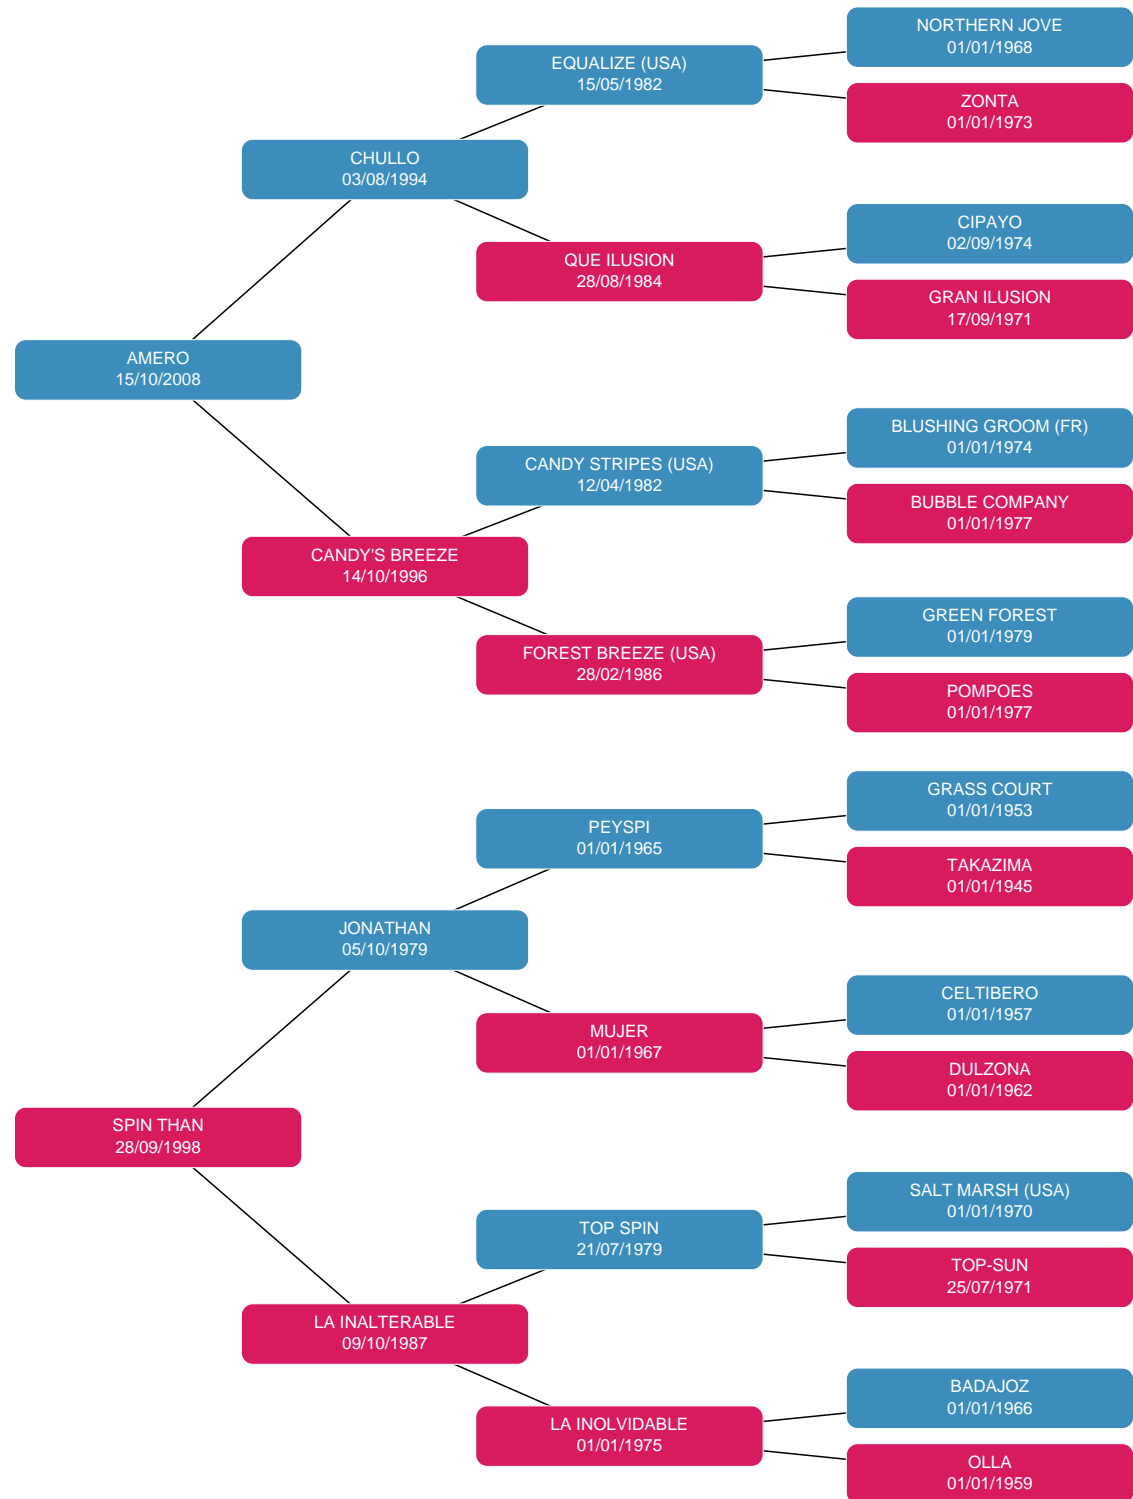 NORTHERN JOVE
01/01/1968
EQUALIZE (USA)
15/05/1982
ZONTA
01/01/1973
CHULLO
03/08/1994
CIPAYO
02/09/1974
QUE ILUSION
28/08/1984
GRAN ILUSION
17/09/1971
AMERO
15/10/2008
BLUSHING GROOM (FR)
01/01/1974
CANDY STRIPES (USA)
12/04/1982
BUBBLE COMPANY
01/01/1977
CANDY'S BREEZE
14/10/1996
GREEN FOREST
01/01/1979
FOREST BREEZE (USA)
28/02/1986
POMPOES
01/01/1977
GRASS COURT
01/01/1953
PEYSPI
01/01/1965
TAKAZIMA
01/01/1945
JONATHAN
05/10/1979
CELTIBERO
01/01/1957
MUJER
01/01/1967
DULZONA
01/01/1962
SPIN THAN
28/09/1998
SALT MARSH (USA)
01/01/1970
TOP SPIN
21/07/1979
TOP-SUN
25/07/1971
LA INALTERABLE
09/10/1987
BADAJOZ
01/01/1966
LA INOLVIDABLE
01/01/1975
OLLA
01/01/1959